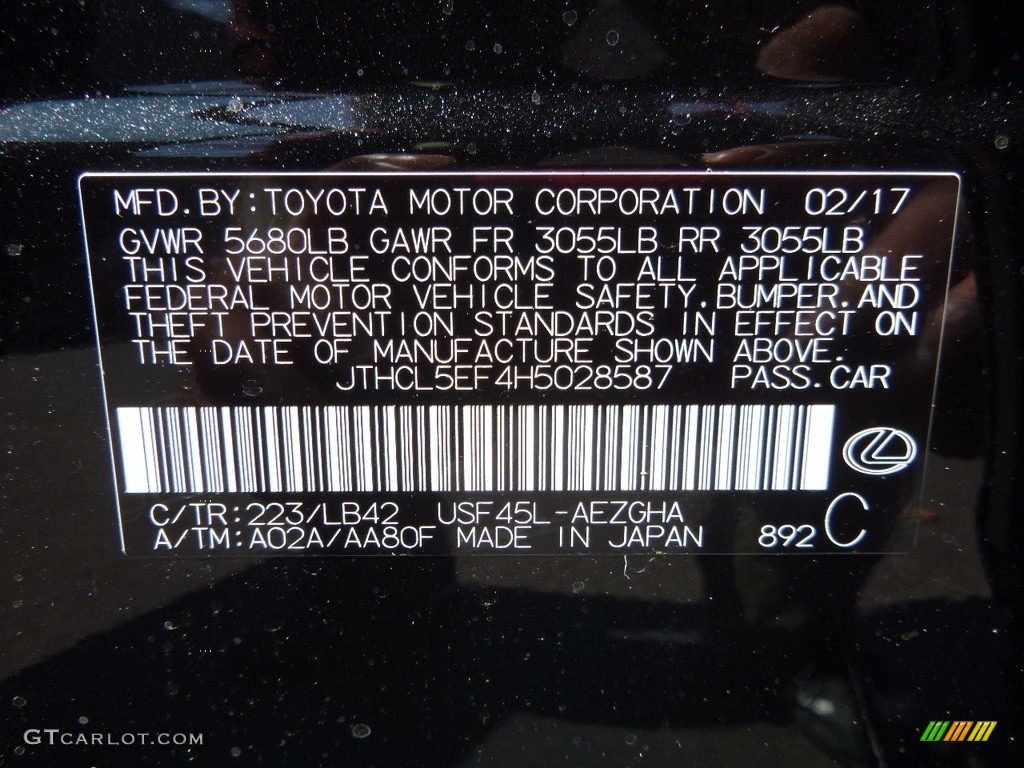 MFD.BY:TOYOTA MOTOR CORPORATION 02/17
GVWR 5680LB GAWR FR 3055LB RR 3055LB
THIS VEHICLE CONFORMS TO ALL APPLICABLE
FEDERAL MOTOR VEHICLE SAFETY,BUMPER,AND
THEFT PREVENTION STANDARDS IN EFFECT ON
THE DATE OF MANUFACTURE SHOWN ABOVE.
JTHCL5EF4H5028587 PASS.CAR
C/TR:223/LB42 USF45L-AEZGHA
A/TM:A02A/AA80F MADE IN JAPAN 892 C
GTcarlot.com